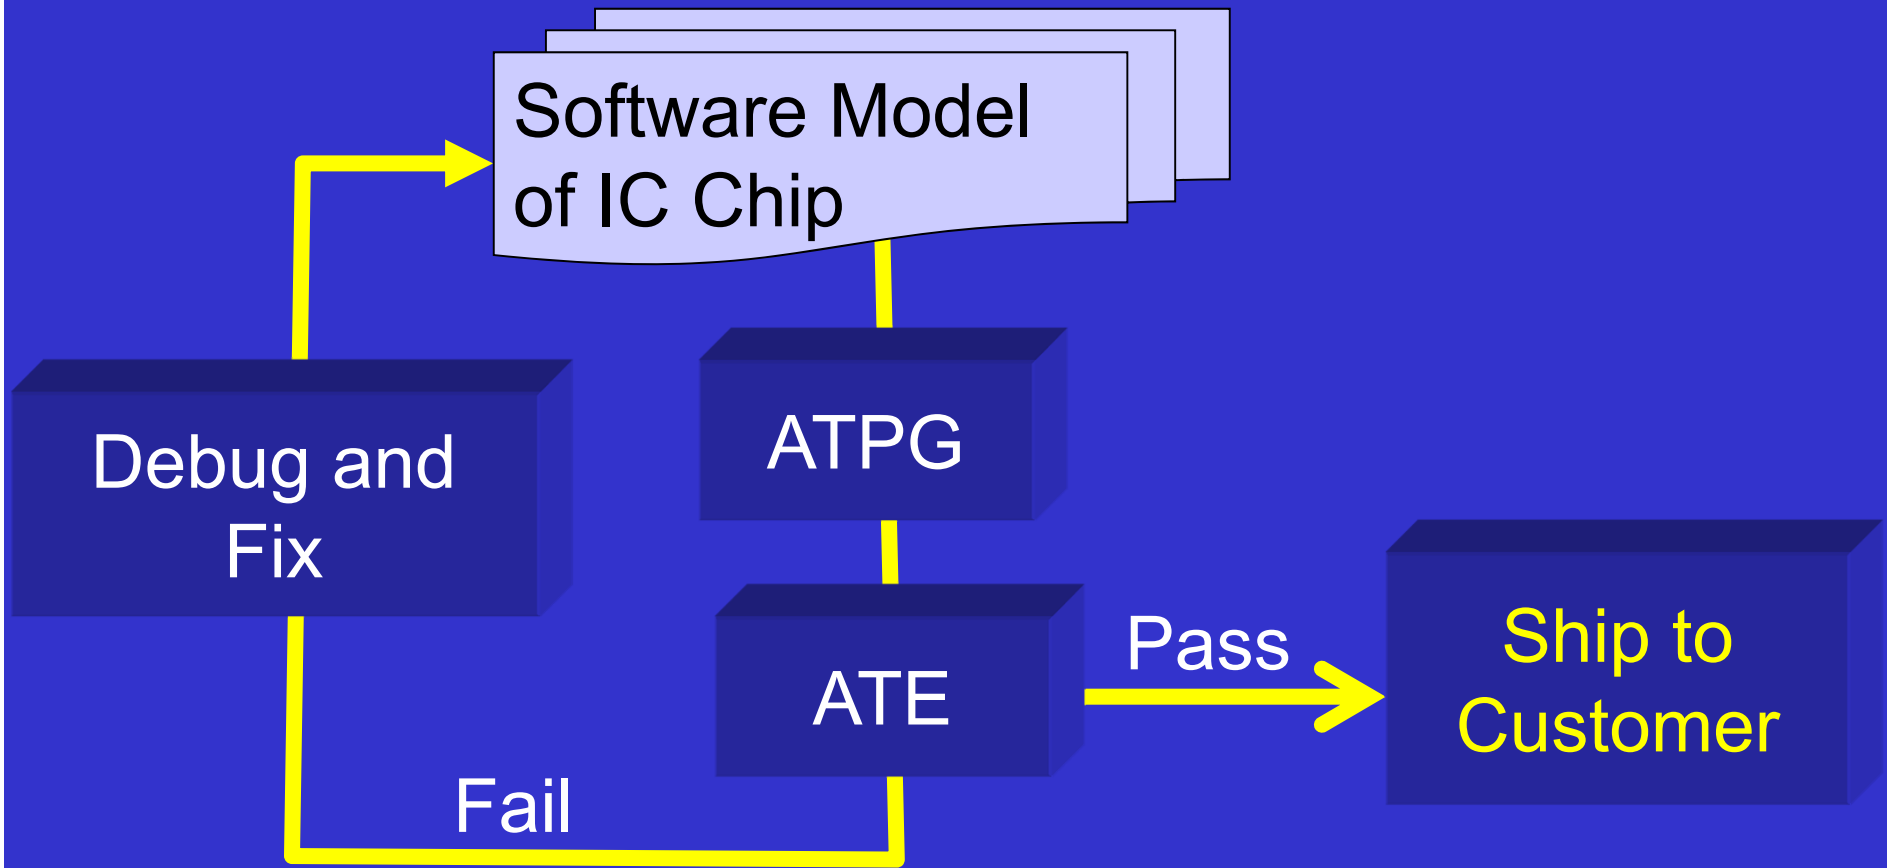 Software Model
of IC Chip
Debug and
Fix
ATPG
ATE
Pass
Ship to
Customer
Fail